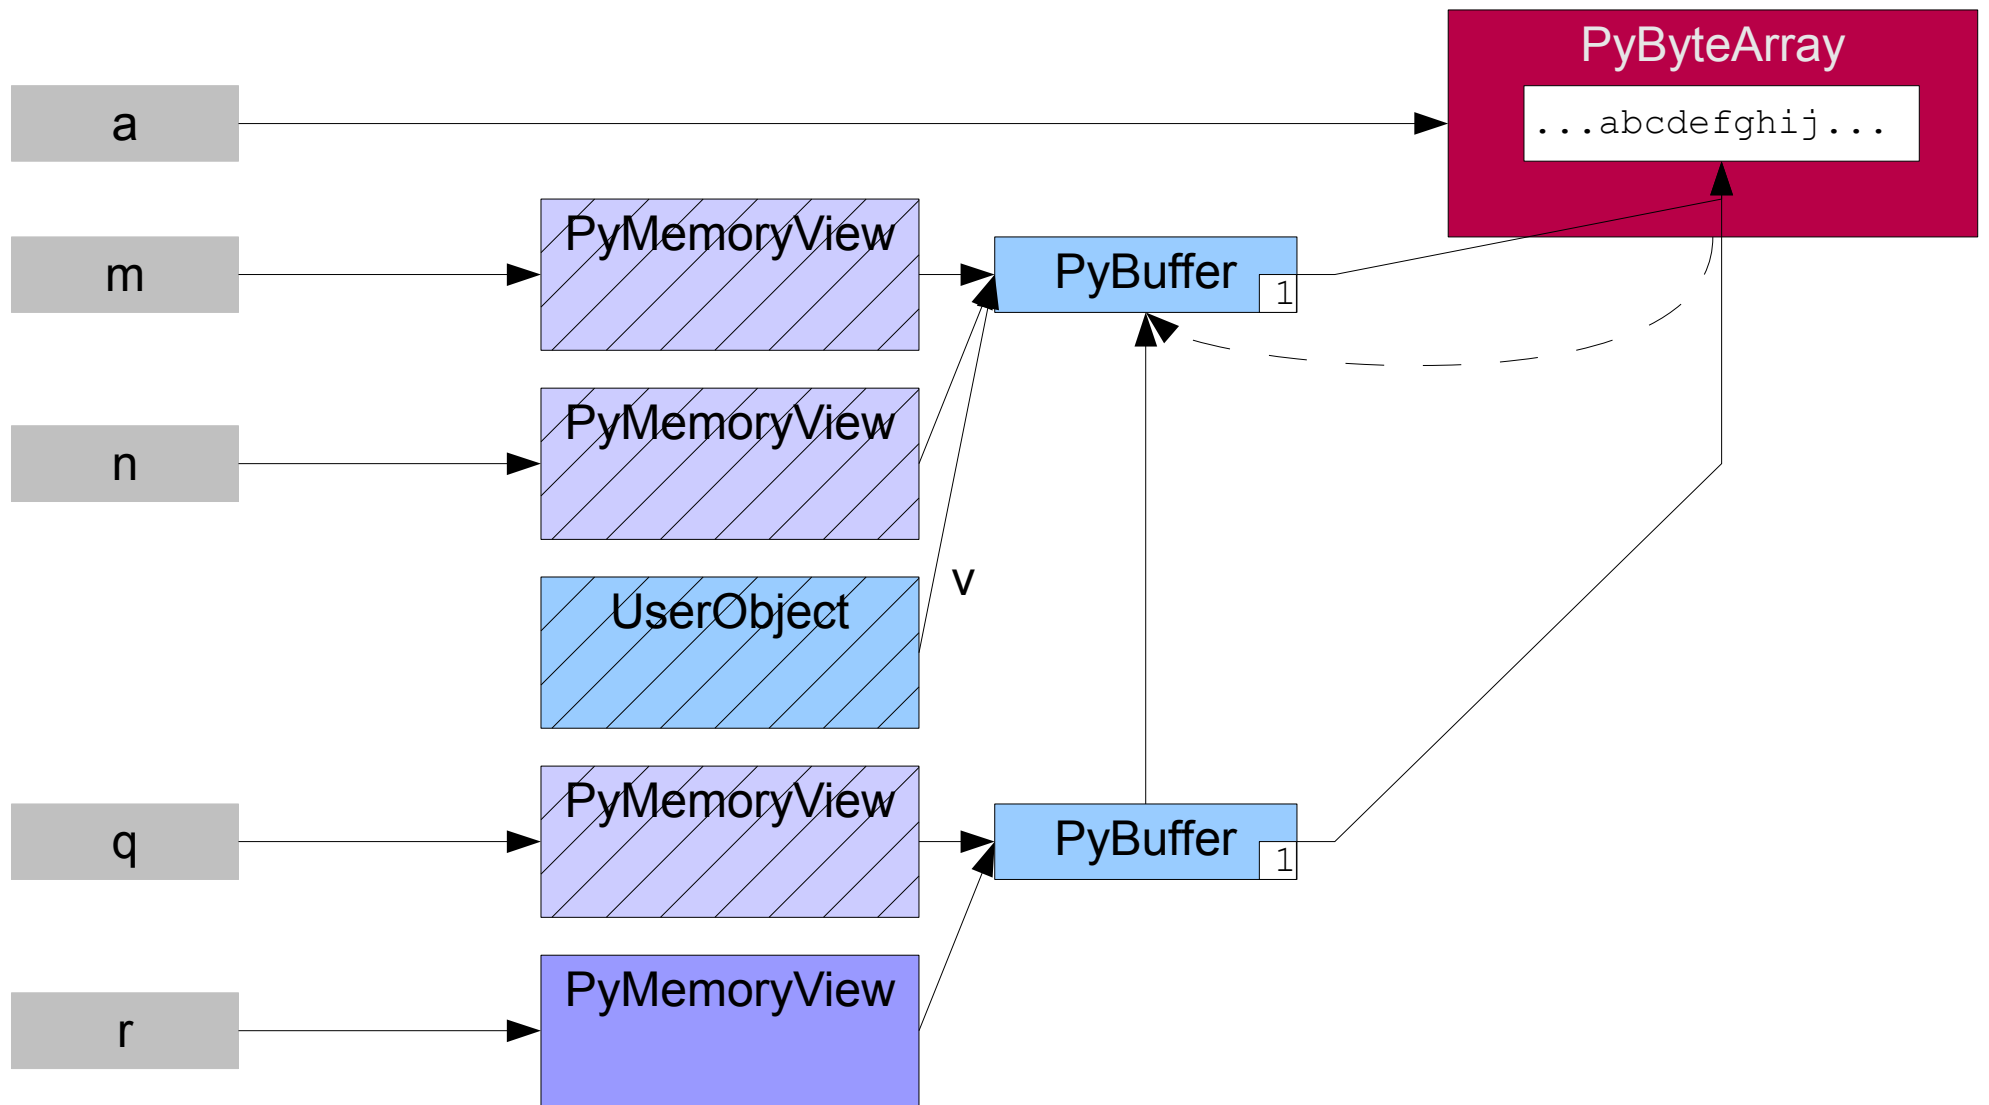 PyByteArray
a
...abcdefghij...
PyMemoryView
m
PyBuffer
1
PyMemoryView
n
v
UserObject
PyMemoryView
q
PyBuffer
1
PyMemoryView
r